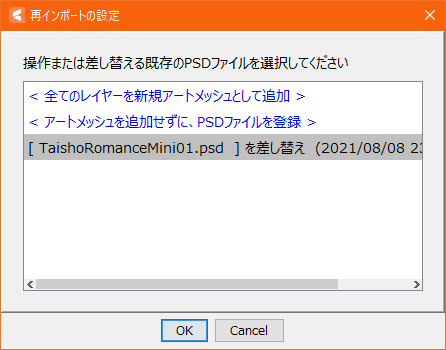 再インポートの設定
操作または差し替える既存のPSDファイルを選択してください
< 全てのレイヤーを新規アートメッシュとして追加 >
< アートメッシュを追加せずに、PSDファイルを登録 >
[ TaishoRomanceMini01.psd ] を差し替え (2021/08/08 23
OK Cancel